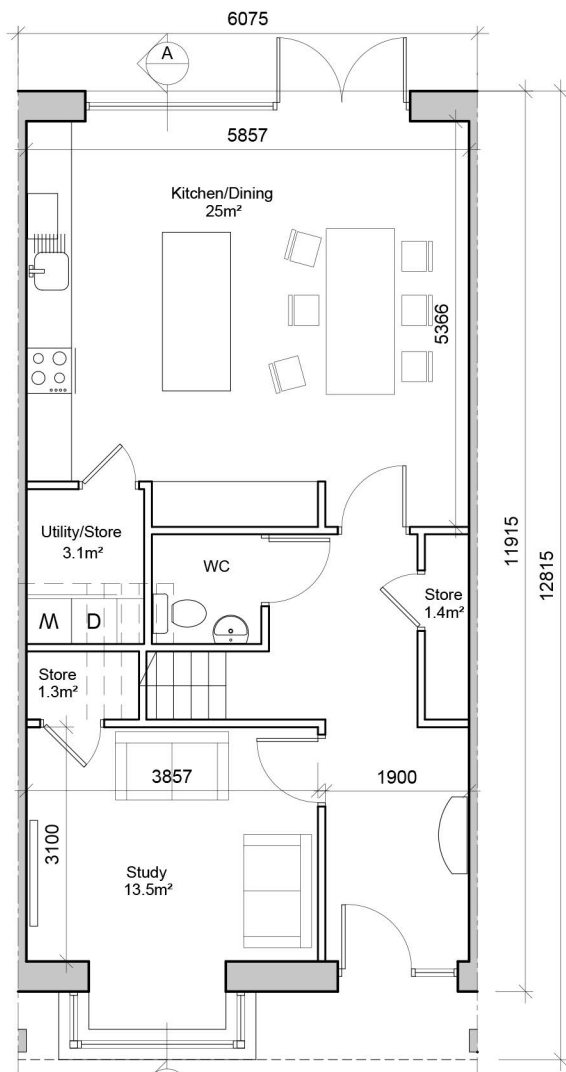 6075
A
5857
Kitchen/Dining
25m²
5366
Utility/Store
3.1m²
WC
Store
1.4m²
11915
12815
M
D
Store
1.3m²
3857
1900
3100
Study
13.5m²